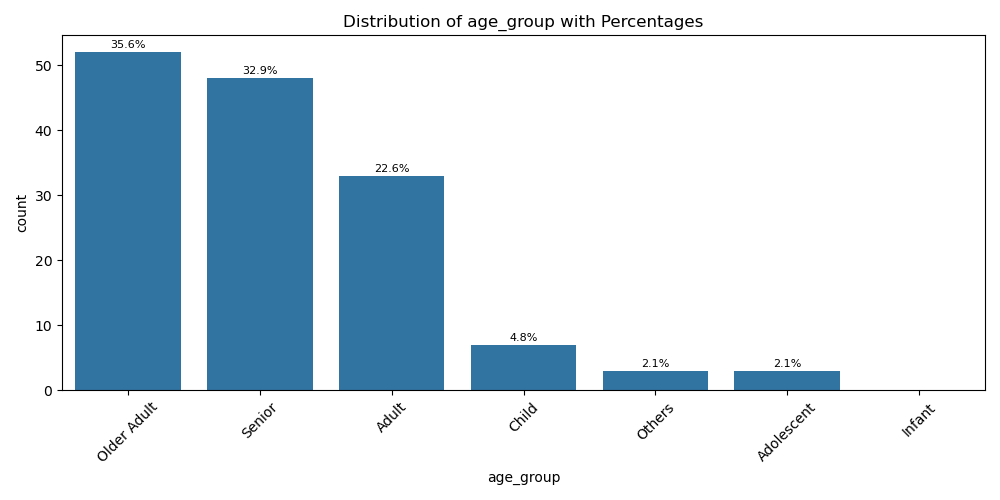 Distribution of age_group with Percentages
35.6%
32.9%
22.6%
4.8%
2.1%
2.1%
50
40
30
20
10
0
count
Older Adult
Senior
Adult
Child
Others
Adolescent
Infant
age_group